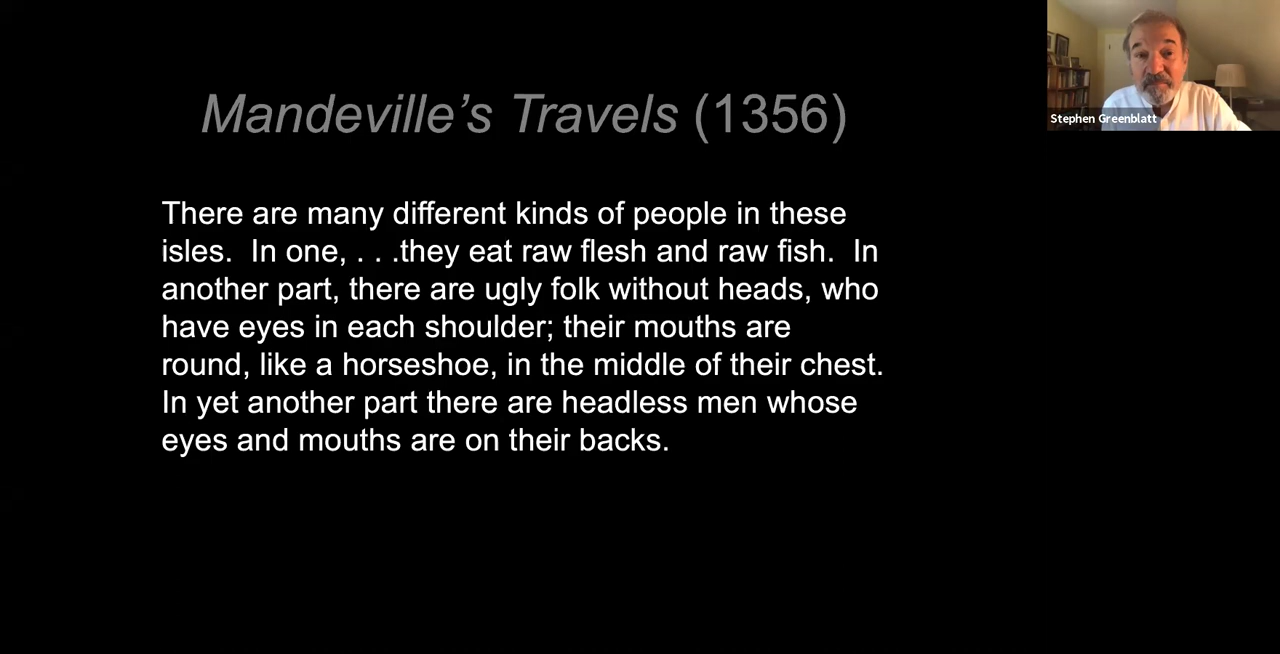 Mandeville’s Travels (1356)
Stephen Greenblatt
There are many different kinds of people in these
isles.  In one, . . .they eat raw flesh and raw fish.  In
another part, there are ugly folk without heads, who
have eyes in each shoulder; their mouths are
round, like a horseshoe, in the middle of their chest.
In yet another part there are headless men whose
eyes and mouths are on their backs.